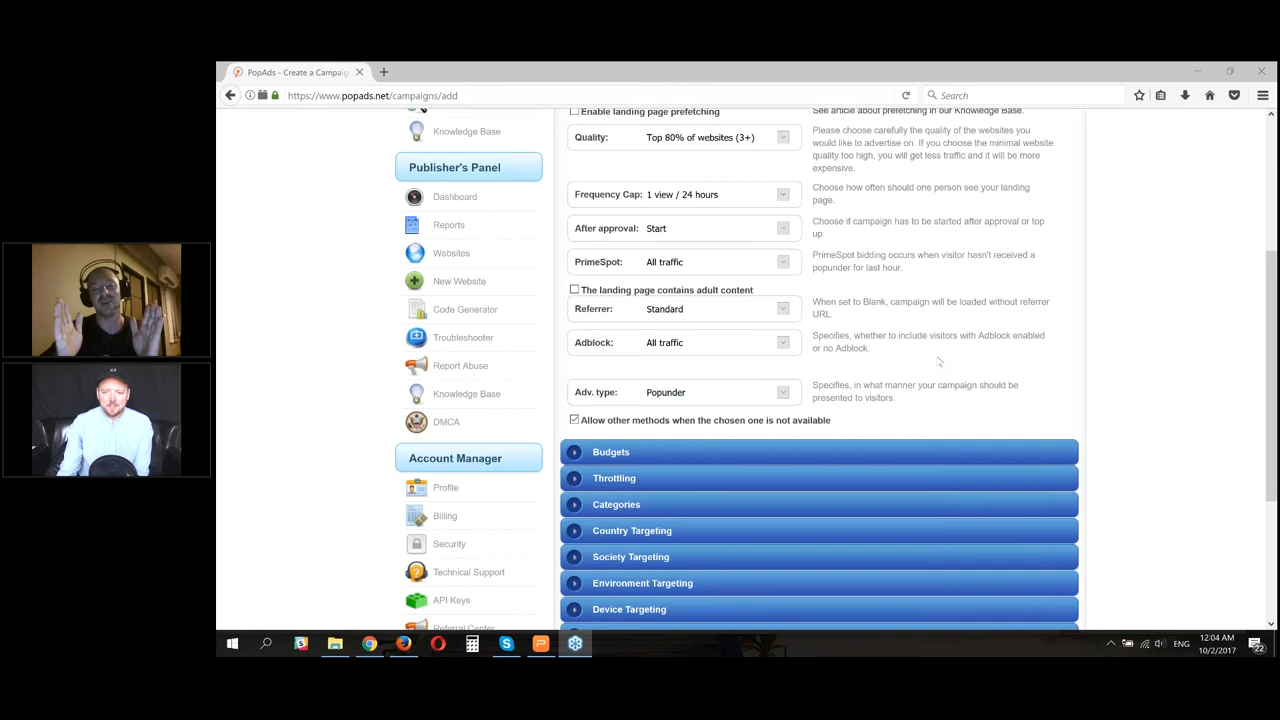 PopAds - Create a Campaig
https://www.popads.net/campaigns/add
Search
Knowledge Base
Publisher's Panel
Dashboard
Reports
Websites
New Website
Code Generator
Troubleshooter
Report Abuse
Knowledge Base
DMCA
Account Manager
Profile
Billing
Security
Technical Support
API Keys
Referral Center
Enable landing page prefetching
See article about prefetching in our Knowledge Base.
Quality: Top 80% of websites (3+)
Please choose carefully the quality of the websites you
would like to advertise on. If you choose the minimal website
quality too high, you will get less traffic and it will be more
expensive.
Frequency Cap: 1 view / 24 hours
Choose how often should one person see your landing
page.
After approval: Start
Choose if campaign has to be started after approval or top
up.
PrimeSpot: All traffic
PrimeSpot bidding occurs when visitor hasn't received a
popunder for last hour.
The landing page contains adult content
Referrer: Standard
When set to Blank, campaign will be loaded without referrer
URL.
Adblock: All traffic
Specifies, whether to include visitors with Adblock enabled
or no Adblock.
Adv. type: Popunder
Specifies, in what manner your campaign should be
presented to visitors.
Allow other methods when the chosen one is not available
Budgets
Throttling
Categories
Country Targeting
Society Targeting
Environment Targeting
Device Targeting
ENG
12:04 AM
10/2/2017
22